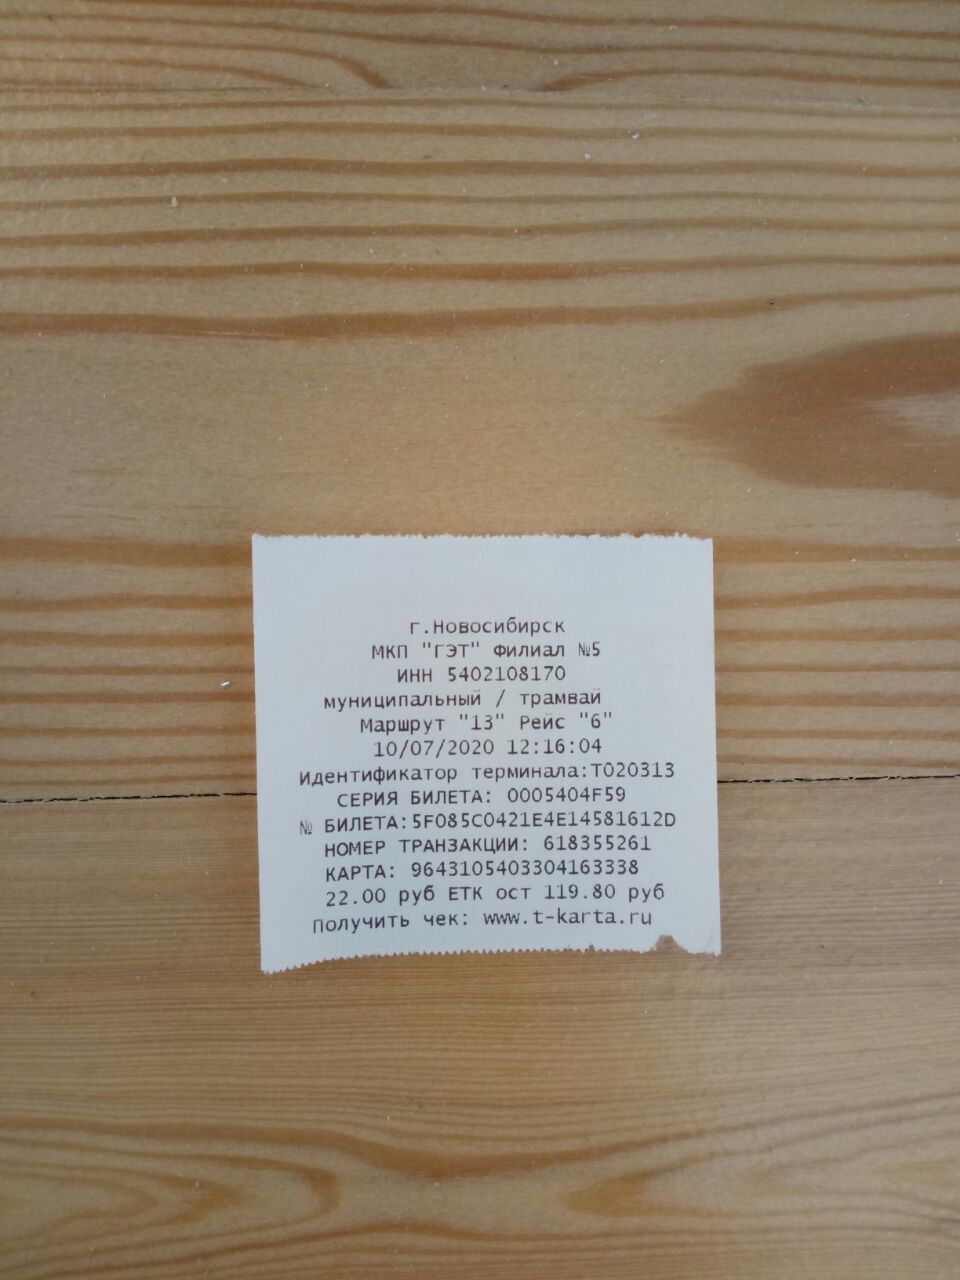 г.Новосибирск
МКП "ГЭТ" Филиал №5
ИНН 5402108170
муниципальный / трамвай
Маршрут "13" Рейс "6"
10/07/2020 12:16:04
идентификатор терминала:T020313
СЕРИЯ БИЛЕТА: 0005404F59
№ БИЛЕТА:5F085C0421E4E14581612D
НОМЕР ТРАНЗАКЦИИ: 618355261
КАРТА: 9643105403304163338
22.00 руб ЕТК ост 119.80 руб
Получить чек: www.t-karta.ru